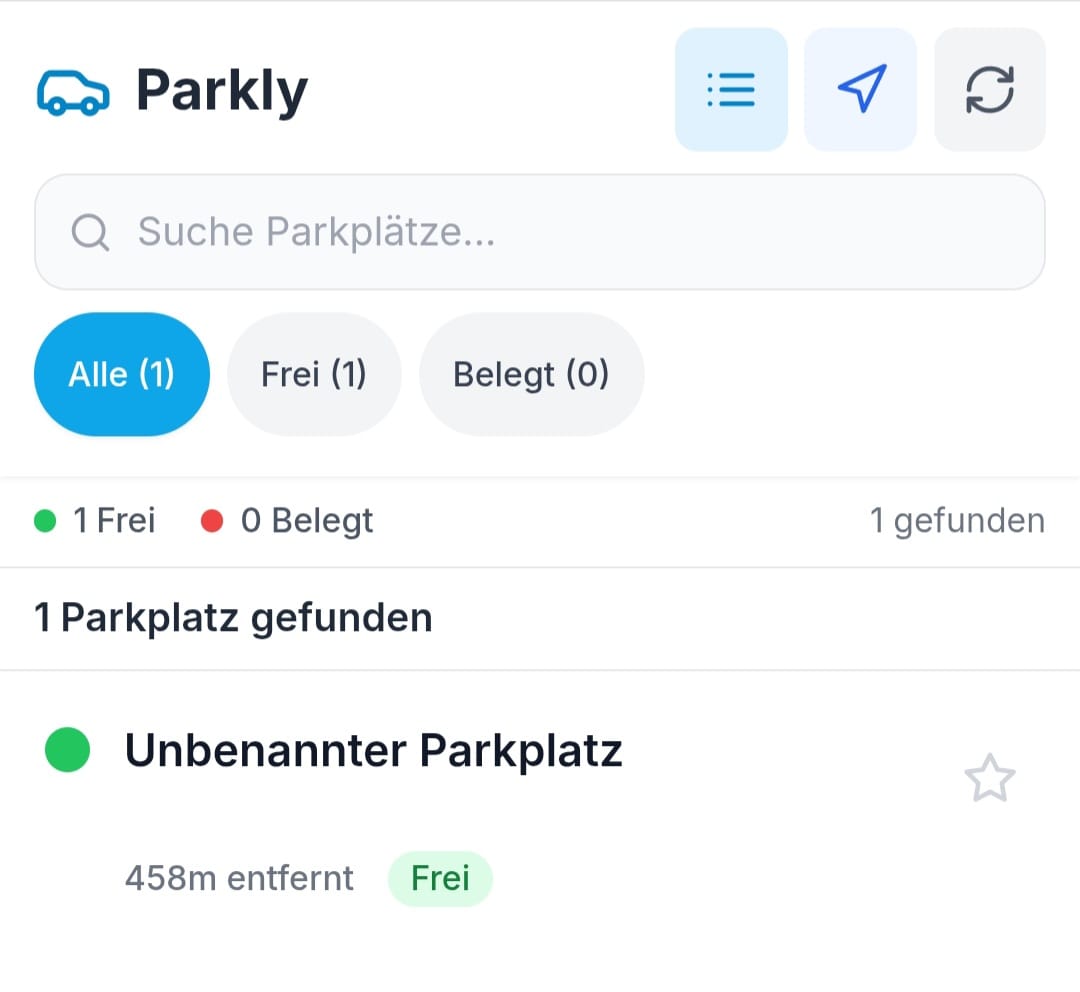 Parkly
Suche Parkplätze...
Alle (1) Frei (1) Belegt (0)
1 Frei 0 Belegt 1 gefunden
1 Parkplatz gefunden
Unbenannter Parkplatz
458m entfernt Frei